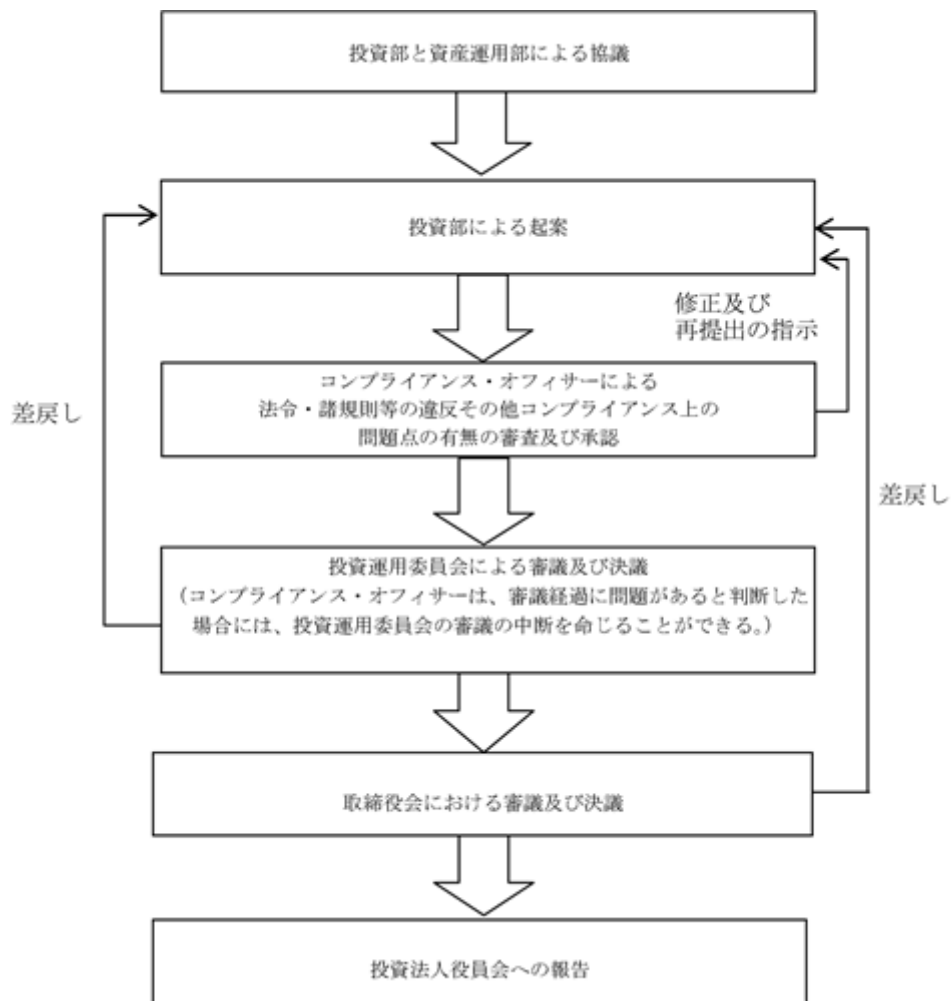 投資部と資産運用部による協議
投資部による起案
修正及び
再提出の指示
コンプライアンス・オフィサーによる
法令・諸規則等の違反その他コンプライアンス上の
問題点の有無の審査及び承認
差戻し
差戻し
投資運用委員会による審議及び決議
(コンプライアンス・オフィサーは、審議経過に問題があると判断した
場合には、投資運用委員会の審議の中断を命じることができる。)
取締役会における審議及び決議
投資法人役員会への報告